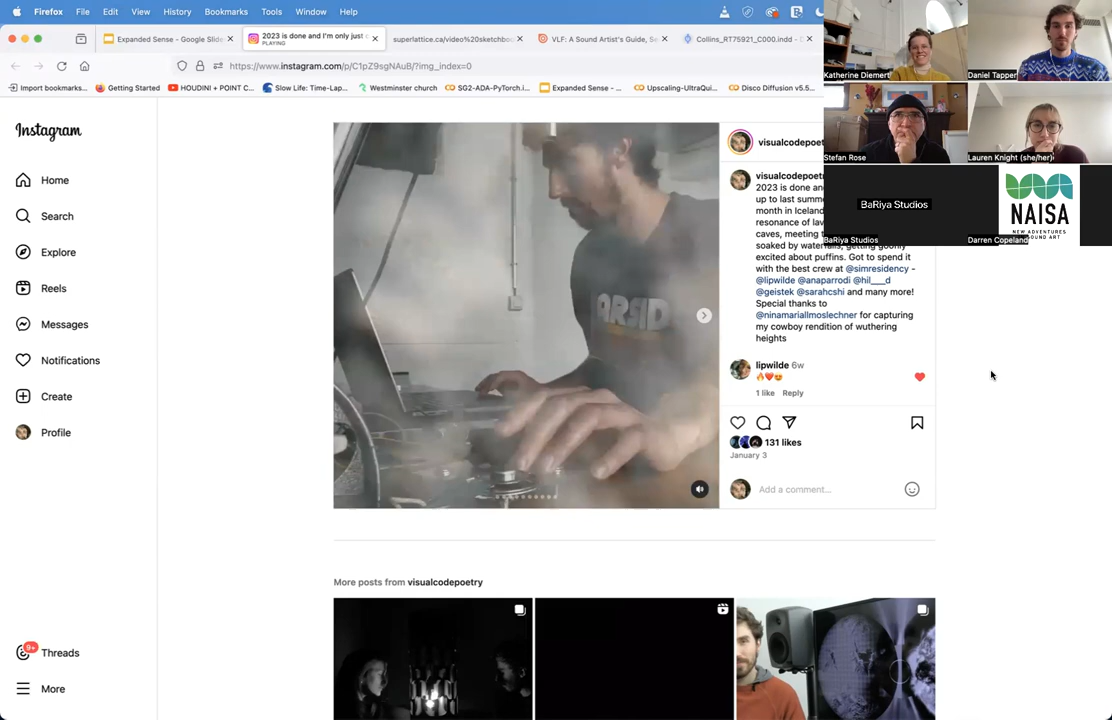 Firefox File Edit View History Bookmarks Tools Window Help
Expanded Sense - Google Slide
2023 is done and I'm only just
PLAYING
superlattice.ca/video%20sketchboo
VLF: A Sound Artist's Guide, Se
Collins_RT75921_C000.indd - D
https://www.instagram.com/p/C1pZ9sgNAuB/?img_index=0
Import bookmarks... Getting Started HOUDINI + POINT C... Slow Life: Time-Lap... Westminster church SG2-ADA-PyTorch.i... Expanded Sense - ... Upscaling-UltraQui... Disco Diffusion v5.5...
Instagram
Home
Search
Explore
Reels
Messages
Notifications
Create
Profile
9+
Threads
More
visualcodepoet
visualcodepoetr
2023 is done an
up to last summ
month in Iceland
resonance of lav
caves, meeting t
soaked by waterfalls, getting goofily
excited about puffins. Got to spend it
with the best crew at @simresidency -
@lipwilde @anaparrodi @hil___d
@geistek @sarahcshi and many more!
Special thanks to
@ninamariallmoslechner for capturing
my cowboy rendition of wuthering
heights
lipwilde 6w
🔥❤️😍
1 like Reply
131 likes
January 3
Add a comment...
More posts from visualcodepoetry
Katherine Diemert
Daniel Tapper
Stefan Rose
Lauren Knight (she/her)
BaRiya Studios
BaRiya Studios
NAISA
NEW ADVENTURES
SOUND ART
Darren Copeland